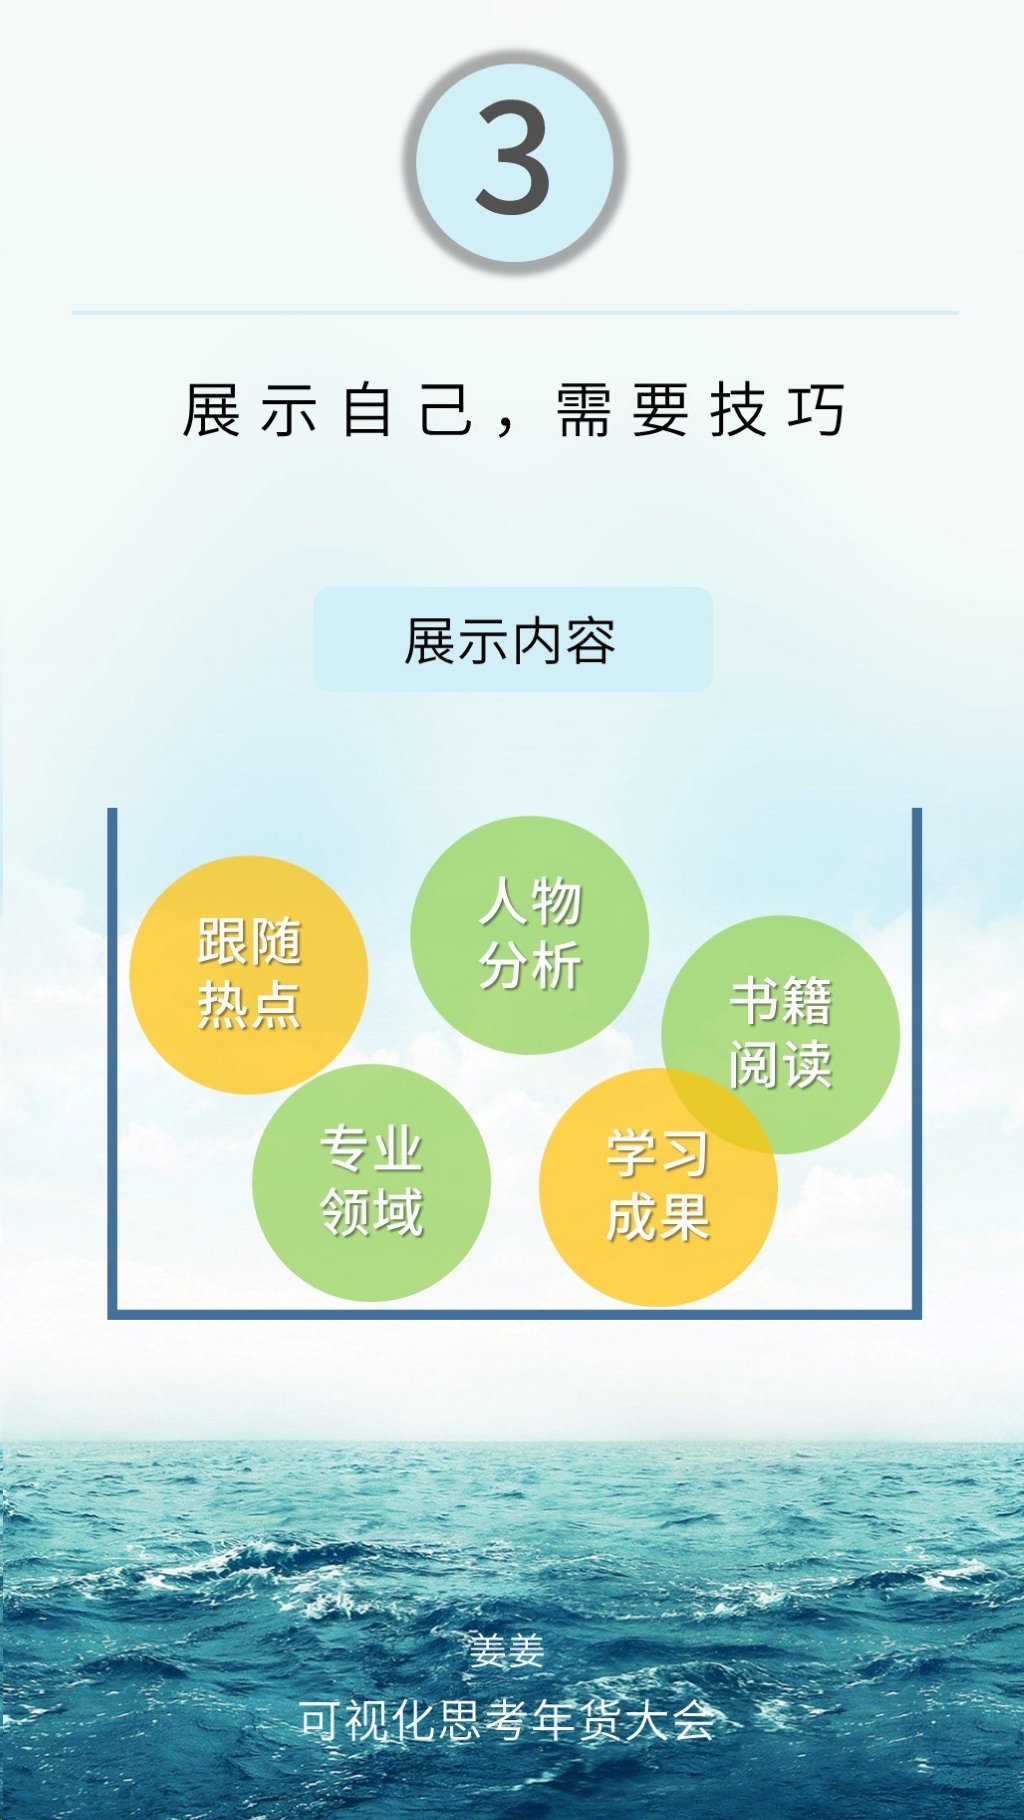 3
展示自己，需要技巧
展示内容
跟随
热点
人物
分析
书籍
阅读
专业
领域
学习
成果
姜姜
可视化思考年货大会